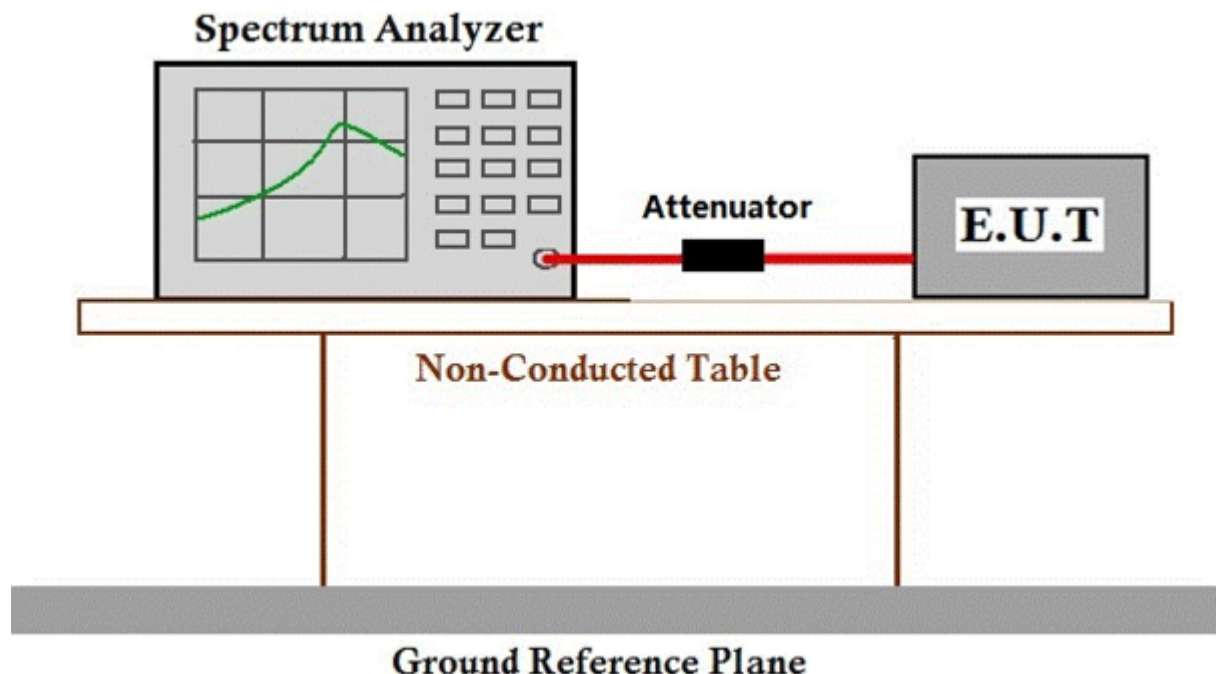 Spectrum Analyzer
Attenuator
E.U.T
Non-Conducted Table
Ground Reference Plane